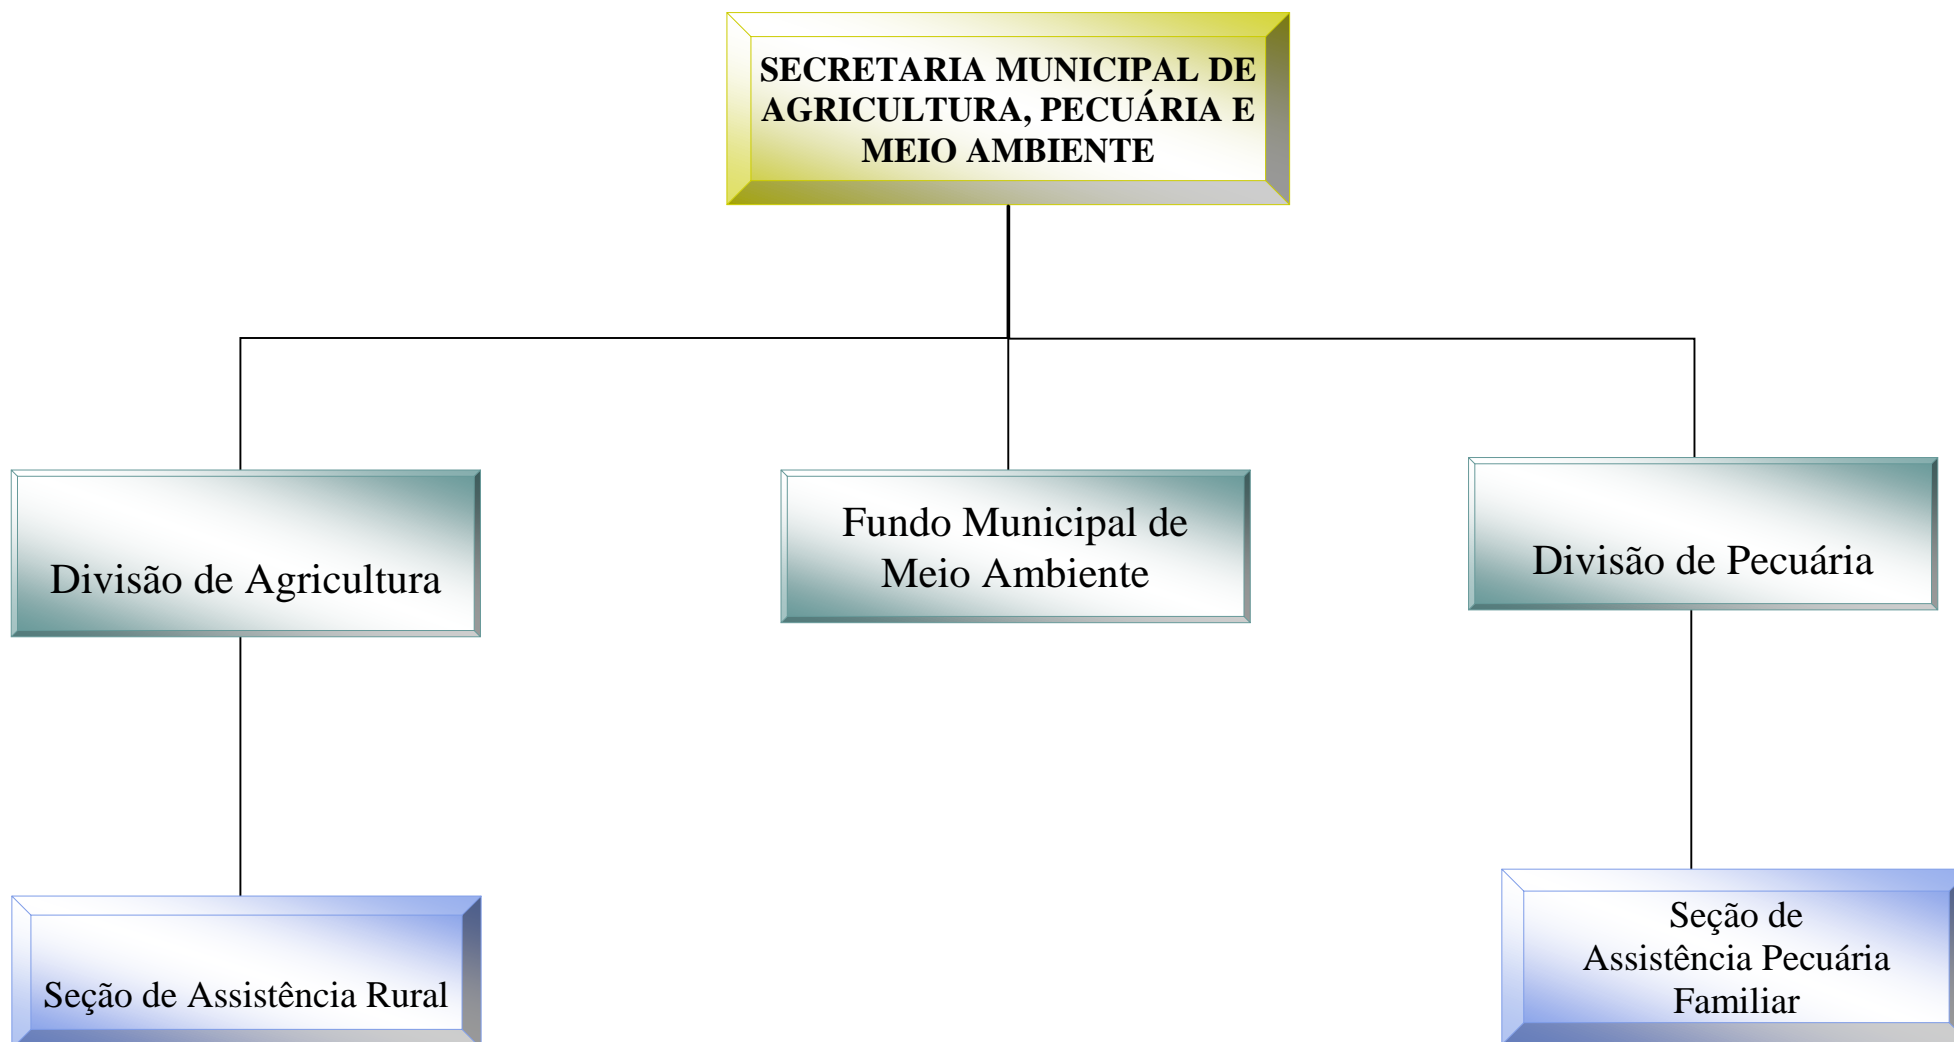 SECRETARIA MUNICIPAL DE
AGRICULTURA, PECUÁRIA E
MEIO AMBIENTE
Divisão de Agricultura
Fundo Municipal de
Meio Ambiente
Divisão de Pecuária
Seção de Assistência Rural
Seção de
Assistência Pecuária
Familiar